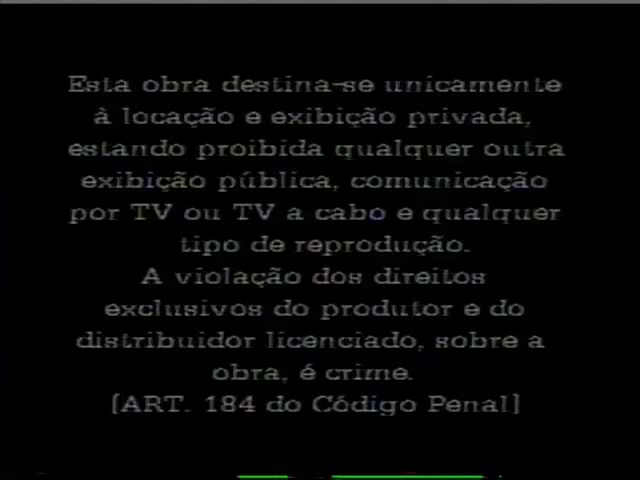 Esta obra destina-se unicamente
à locação e exibição privada,
estando proibida qualquer outra
exibição pública, comunicação
por TV ou TV a cabo e qualquer
tipo de reprodução.
A violação dos direitos
exclusivos do produtor e do
distribuidor licenciado, sobre a
obra, é crime.
[ART. 184 do Código Penal]